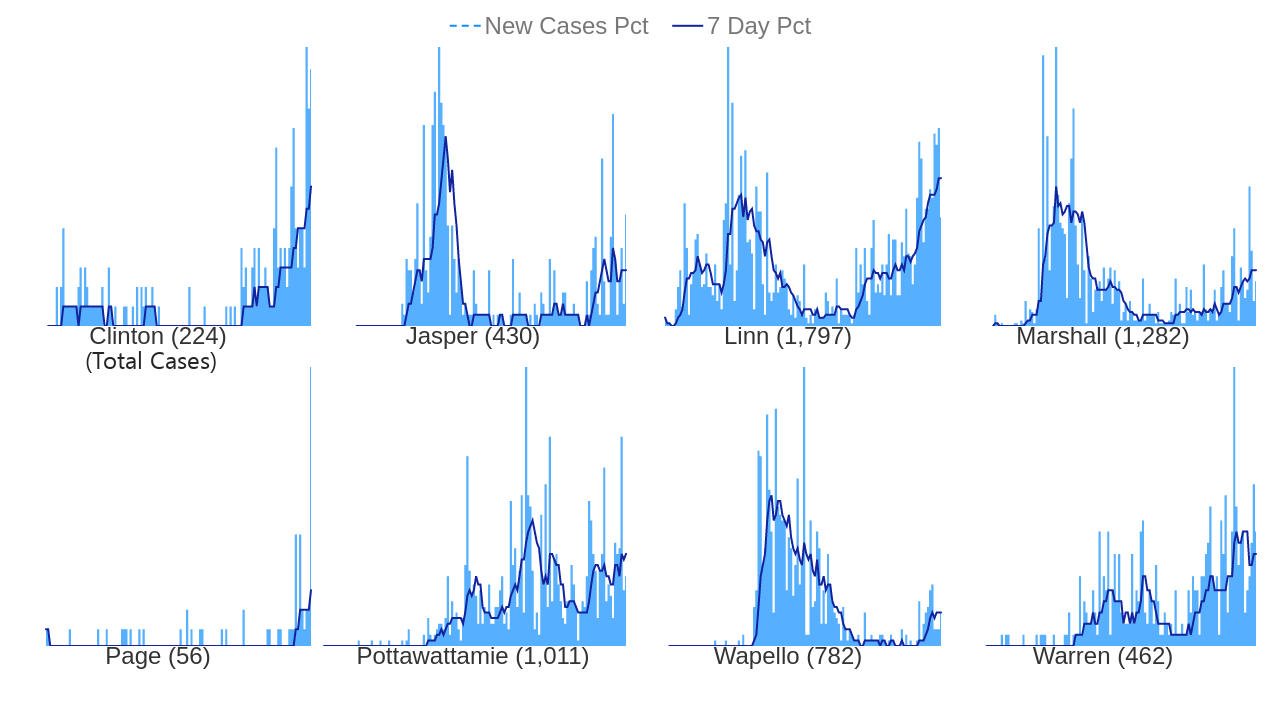 New Cases Pct 7 Day Pct
Clinton (224) Jasper (430) Linn (1,797) Marshall (1,282)
(Total Cases)
Page (56) Pottawattamie (1,011) Wapello (782) Warren (462)